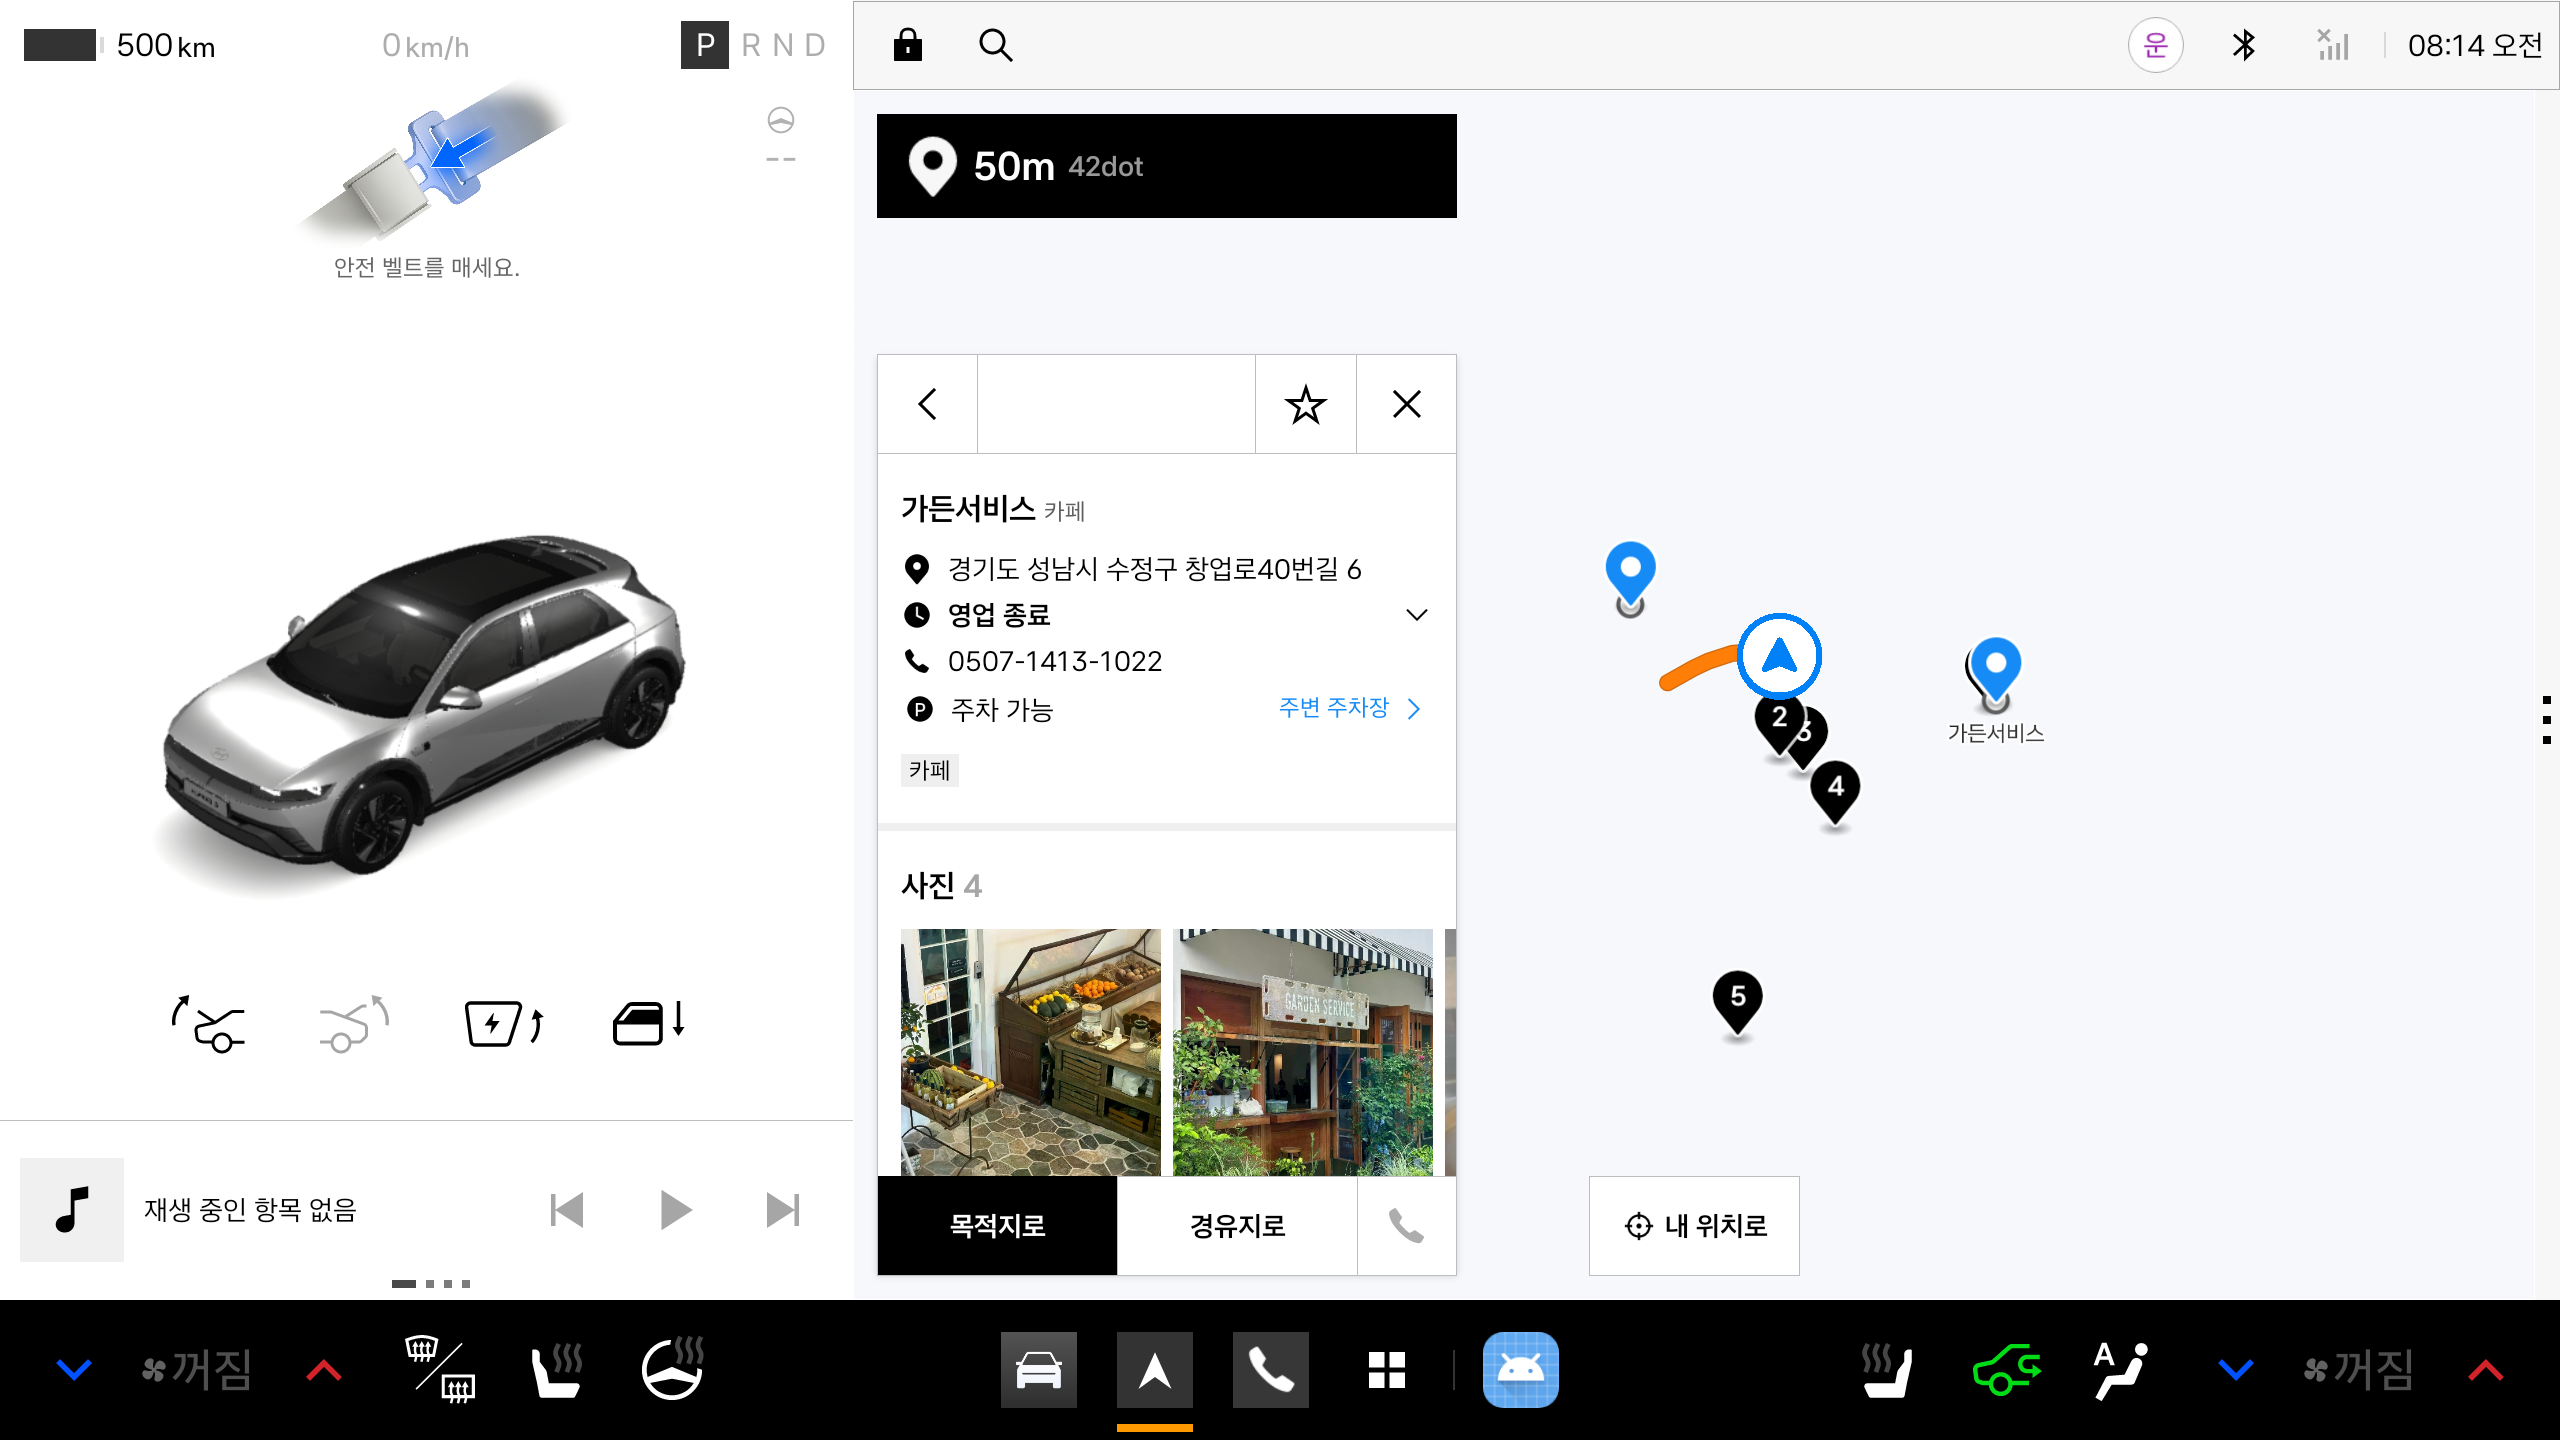 500 km
0 km/h
P R N D
안전 벨트를 매세요.
재생 중인 항목 없음
운
08:14 오전
50m 42dot
가든서비스 카페
경기도 성남시 수정구 창업로40번길 6
영업 종료
0507-1413-1022
P 주차 가능
주변 주차장
카페
사진 4
GARDEN SERVICE
목적지로
경유지로
2
3
4
5
가든서비스
내 위치로
꺼짐
A
꺼짐